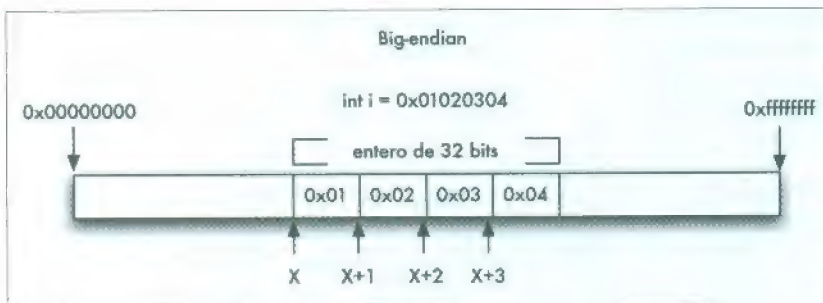 Big-endian
int i = 0x01020304
0x00000000
0xffffffff
entero de 32 bits
0x01 0x02 0x03 0x04
X X+1 X+2 X+3